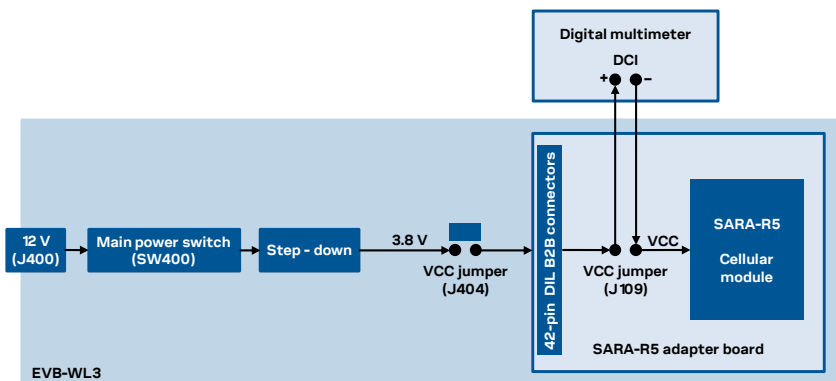 Digital multimeter
DCI
+ –
42-pin DIL B2B connectors
12 V
(J400)
Main power switch
(SW400)
Step - down
3.8 V
VCC jumper
(J404)
VCC
VCC jumper
(J109)
SARA-R5
Cellular
module
SARA-R5 adapter board
EVB-WL3